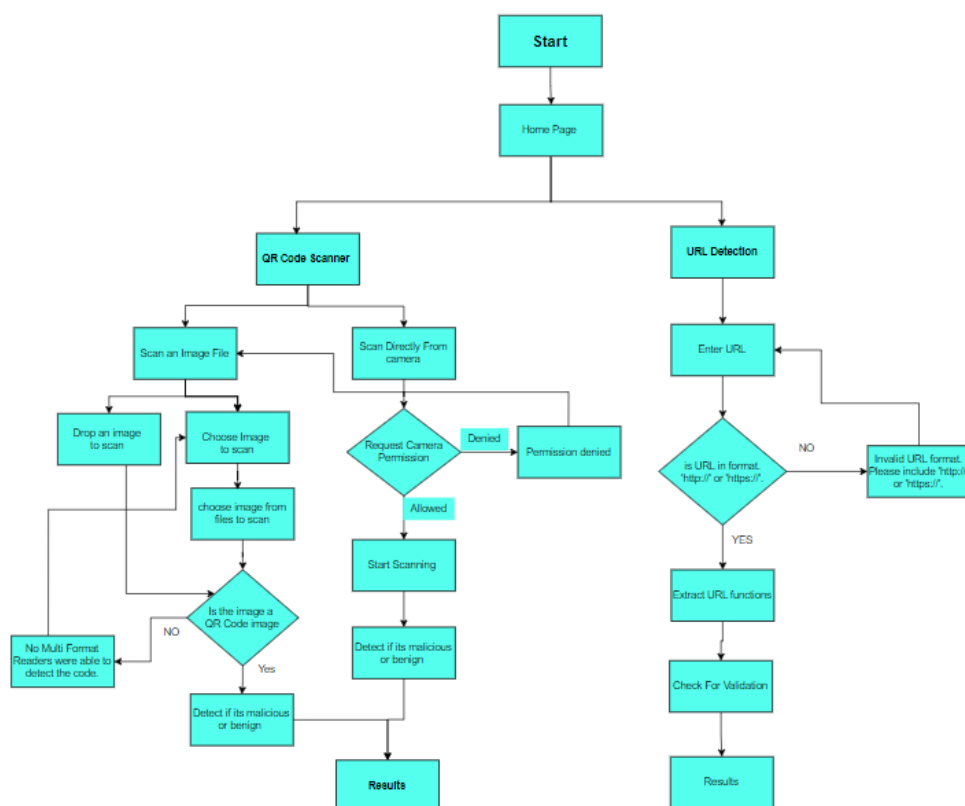 Start
Home Page
QR Code Scanner
URL Detection
Scan an Image File
Scan Directly From
camera
Enter URL
Drop an image
to scan
Choose Image
to scan
Request Camera
Permission
Denied
Permission denied
is URL in format.
"http://" or "https://".
NO
Invalid URL format.
Please include "http://
or "https://".
choose image from
files to scan
Allowed
YES
Start Scanning
Extract URL functions
Is the image a
QR Code image
NO
No Multi Format
Readers were able to
detect the code.
Yes
Detect if its malicious
or benign
Check For Validation
Detect if its malicious
or benign
Results
Results